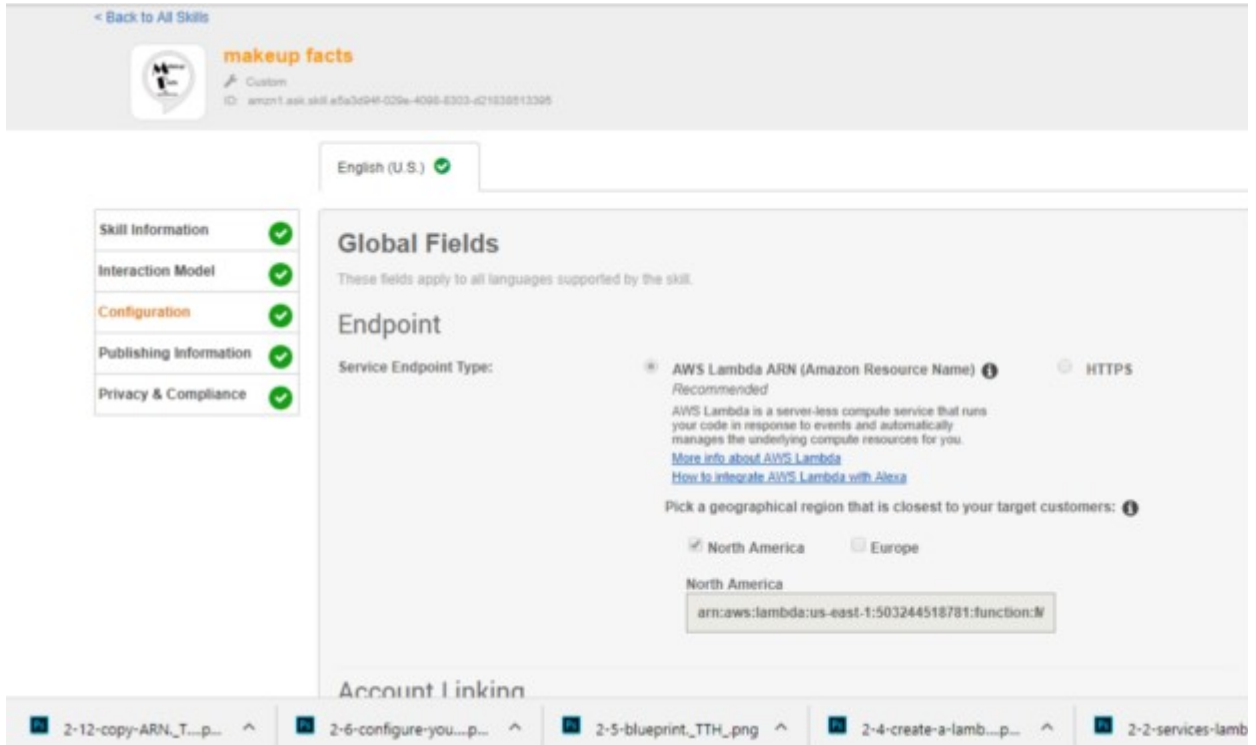 < Back to All Skills
makeup facts
Custom
English (U.S.)
Skill Information
Interaction Model
Configuration
Publishing Information
Privacy & Compliance
Global Fields
These fields apply to all languages supported by the skill.
Endpoint
Service Endpoint Type:
AWS Lambda ARN (Amazon Resource Name) HTTPS
Recommended
AWS Lambda is a server-less compute service that runs
your code in response to events and automatically
manages the underlying compute resources for you.
More info about AWS Lambda
How to integrate AWS Lambda with Alexa
Pick a geographical region that is closest to your target customers:
North America Europe
North America
arn:aws:lambda:us-east-1:503244518781:function:M
Account Linking
2-12-copy-ARN._T....p... 2-6-configure-you....p... 2-5-blueprint._TTH_.png 2-4-create-a-lamb....p... 2-2-services-lamb